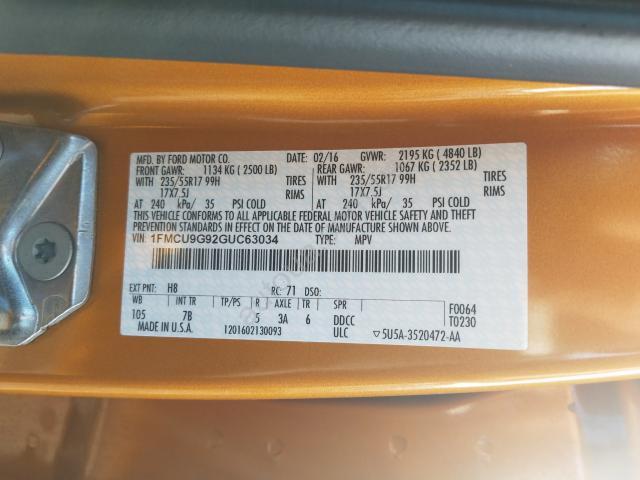 MFD. BY FORD MOTOR CO. DATE: 02/16 GVWR: 2195 KG ( 4840 LB)
FRONT GAWR: 1134 KG ( 2500 LB) REAR GAWR: 1067 KG ( 2352 LB)
WITH 235/55R17 99H TIRES WITH 235/55R17 99H TIRES
17X7.5J RIMS 17X7.5J RIMS
AT 240 kPa/ 35 PSI COLD AT 240 kPa/ 35 PSI COLD
THIS VEHICLE CONFORMS TO ALL APPLICABLE FEDERAL MOTOR VEHICLE SAFETY AND THEFT
PREVENTION STANDARDS IN EFFECT ON THE DATE OF MANUFACTURE SHOWN ABOVE.
VIN: 1FMCU9G92GUC63034 TYPE: MPV
EXT PNT: H8 RC: 71 DSO:
WB INT TR TP/PS R AXLE TR SPR F0064
105 7B 5 3A 6 DDCC T0230
MADE IN U.S.A. 1201602130093 ULC ▽5U5A-3520472-AA